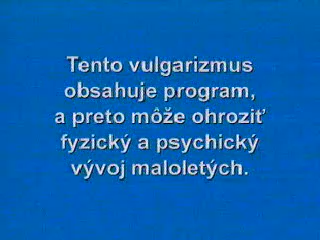 Tento vulgarizmus
obsahuje program,
a preto môže ohroziť
fyzický a psychický
vývoj maloletých.